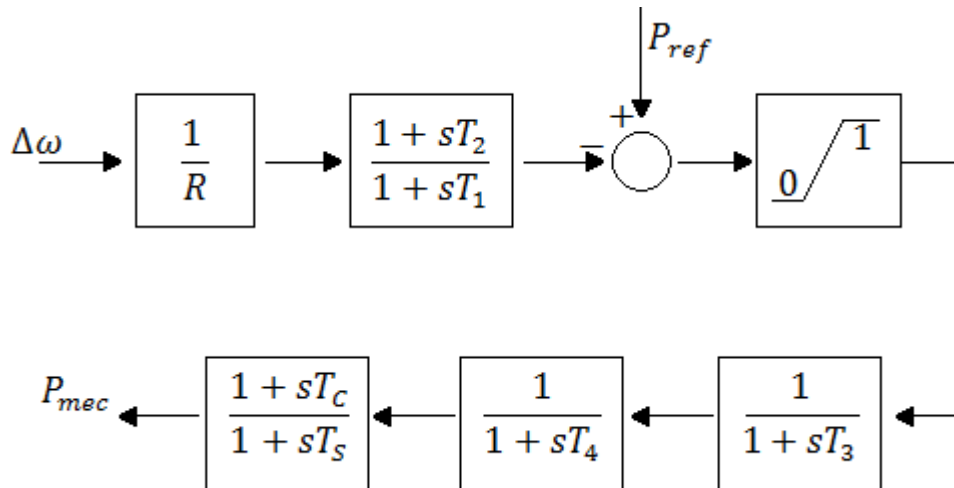 P_ref
Δω
1
R
1 + sT_2
1 + sT_1
+
−
0
1
P_mec
1 + sT_C
1 + sT_S
1
1 + sT_4
1
1 + sT_3